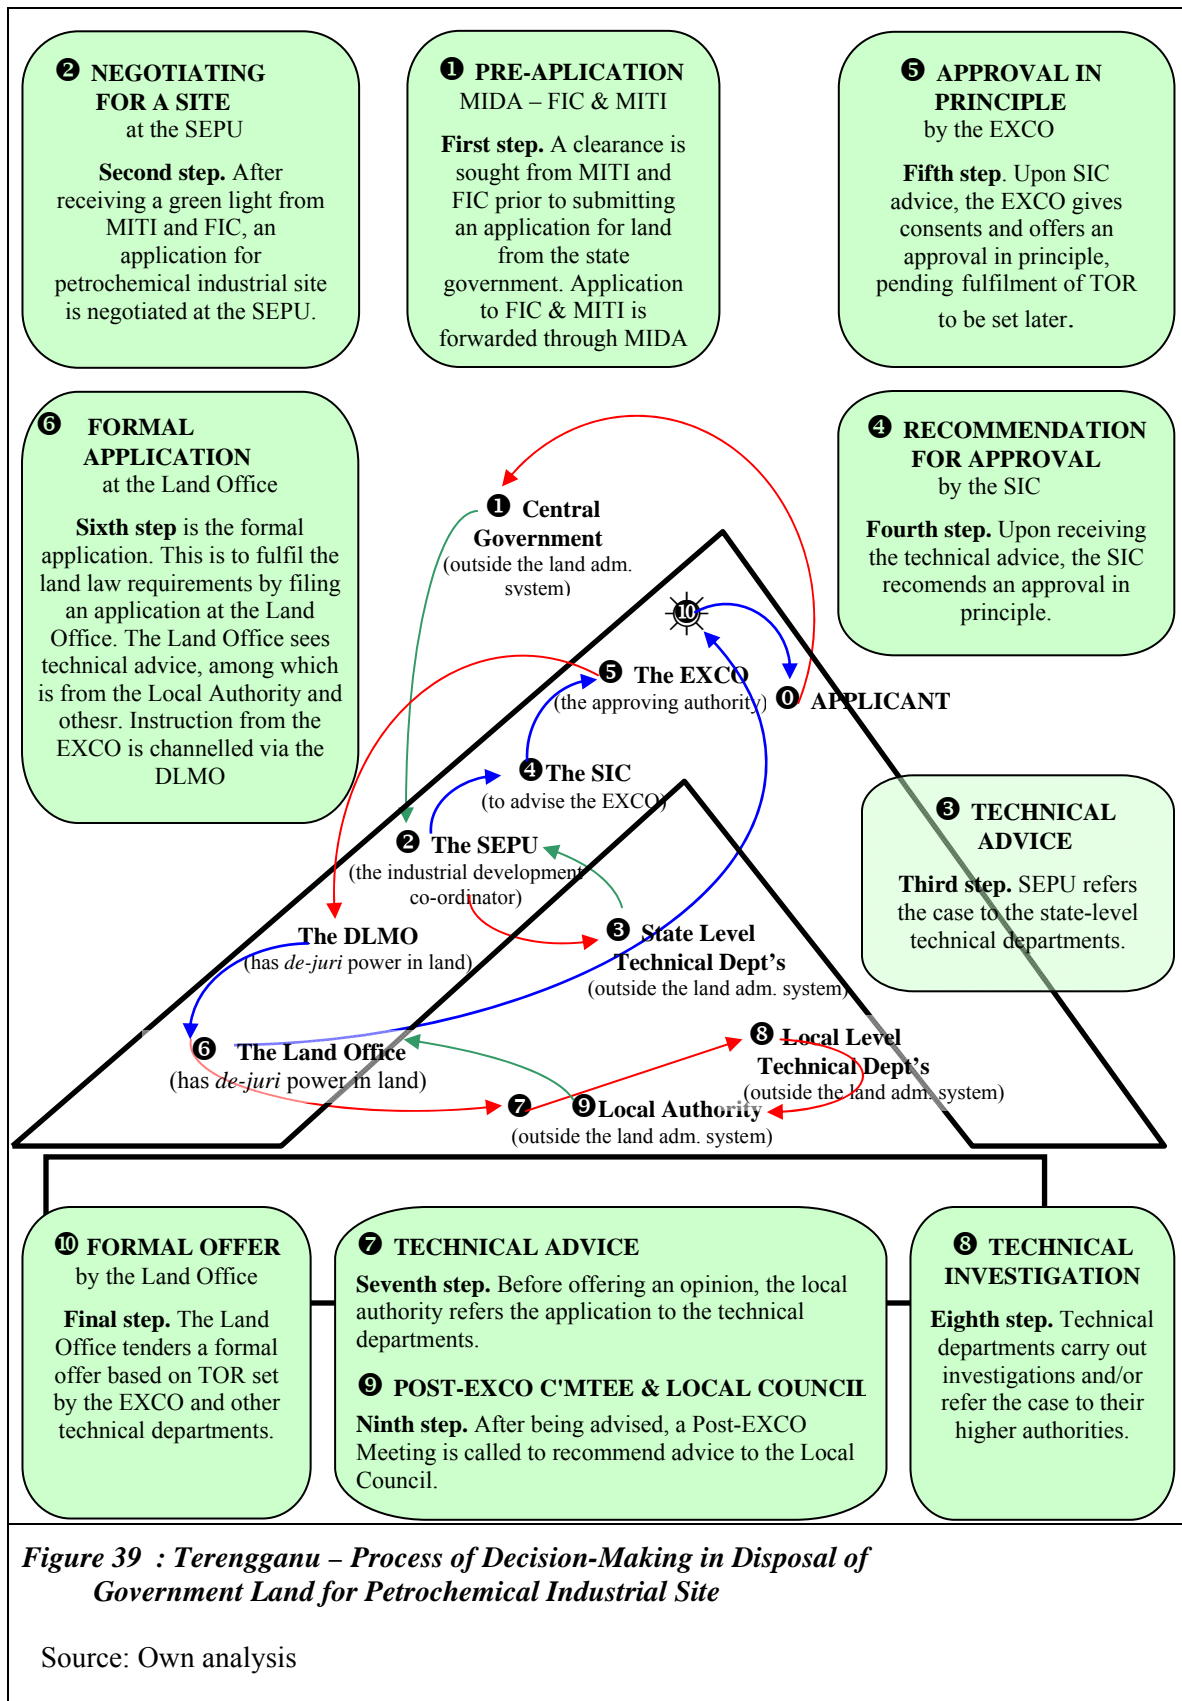 ❷ NEGOTIATING
FOR A SITE
at the SEPU
Second step. After
receiving a green light from
MITI and FIC, an
application for
petrochemical industrial site
is negotiated at the SEPU.
❶ PRE-APLICATION
MIDA – FIC & MITI
First step. A clearance is
sought from MITI and
FIC prior to submitting
an application for land
from the state
government. Application
to FIC & MITI is
forwarded through MIDA
❺ APPROVAL IN
PRINCIPLE
by the EXCO
Fifth step. Upon SIC
advice, the EXCO gives
consents and offers an
approval in principle,
pending fulfilment of TOR
to be set later.
❻ FORMAL
APPLICATION
at the Land Office
Sixth step is the formal
application. This is to fulfil the
land law requirements by filing
an application at the Land
Office. The Land Office sees
technical advice, among which
is from the Local Authority and
othesr. Instruction from the
EXCO is channelled via the
DLMO
❹ RECOMMENDATION
FOR APPROVAL
by the SIC
Fourth step. Upon receiving
the technical advice, the SIC
recomends an approval in
principle.
❶ Central
Government
(outside the land adm.
system)
❿
❺ The EXCO
(the approving authority)
⓿ APPLICANT
❹The SIC
(to advise the EXCO)
❷ The SEPU
(the industrial development
co-ordinator)
❸ TECHNICAL
ADVICE
Third step. SEPU refers
the case to the state-level
technical departments.
The DLMO
(has de-juri power in land)
❸ State Level
Technical Dept's
(outside the land adm. system)
❻ The Land Office
(has de-juri power in land)
❽ Local Level
Technical Dept's
(outside the land adm. system)
❼ ❾Local Authority
(outside the land adm. system)
❿ FORMAL OFFER
by the Land Office
Final step. The Land
Office tenders a formal
offer based on TOR set
by the EXCO and other
technical departments.
❼ TECHNICAL ADVICE
Seventh step. Before offering an opinion, the local
authority refers the application to the technical
departments.
❾ POST-EXCO C'MTEE & LOCAL COUNCIL
Ninth step. After being advised, a Post-EXCO
Meeting is called to recommend advice to the Local
Council.
❽ TECHNICAL
INVESTIGATION
Eighth step. Technical
departments carry out
investigations and/or
refer the case to their
higher authorities.
Figure 39 : Terengganu – Process of Decision-Making in Disposal of
Government Land for Petrochemical Industrial Site
Source: Own analysis